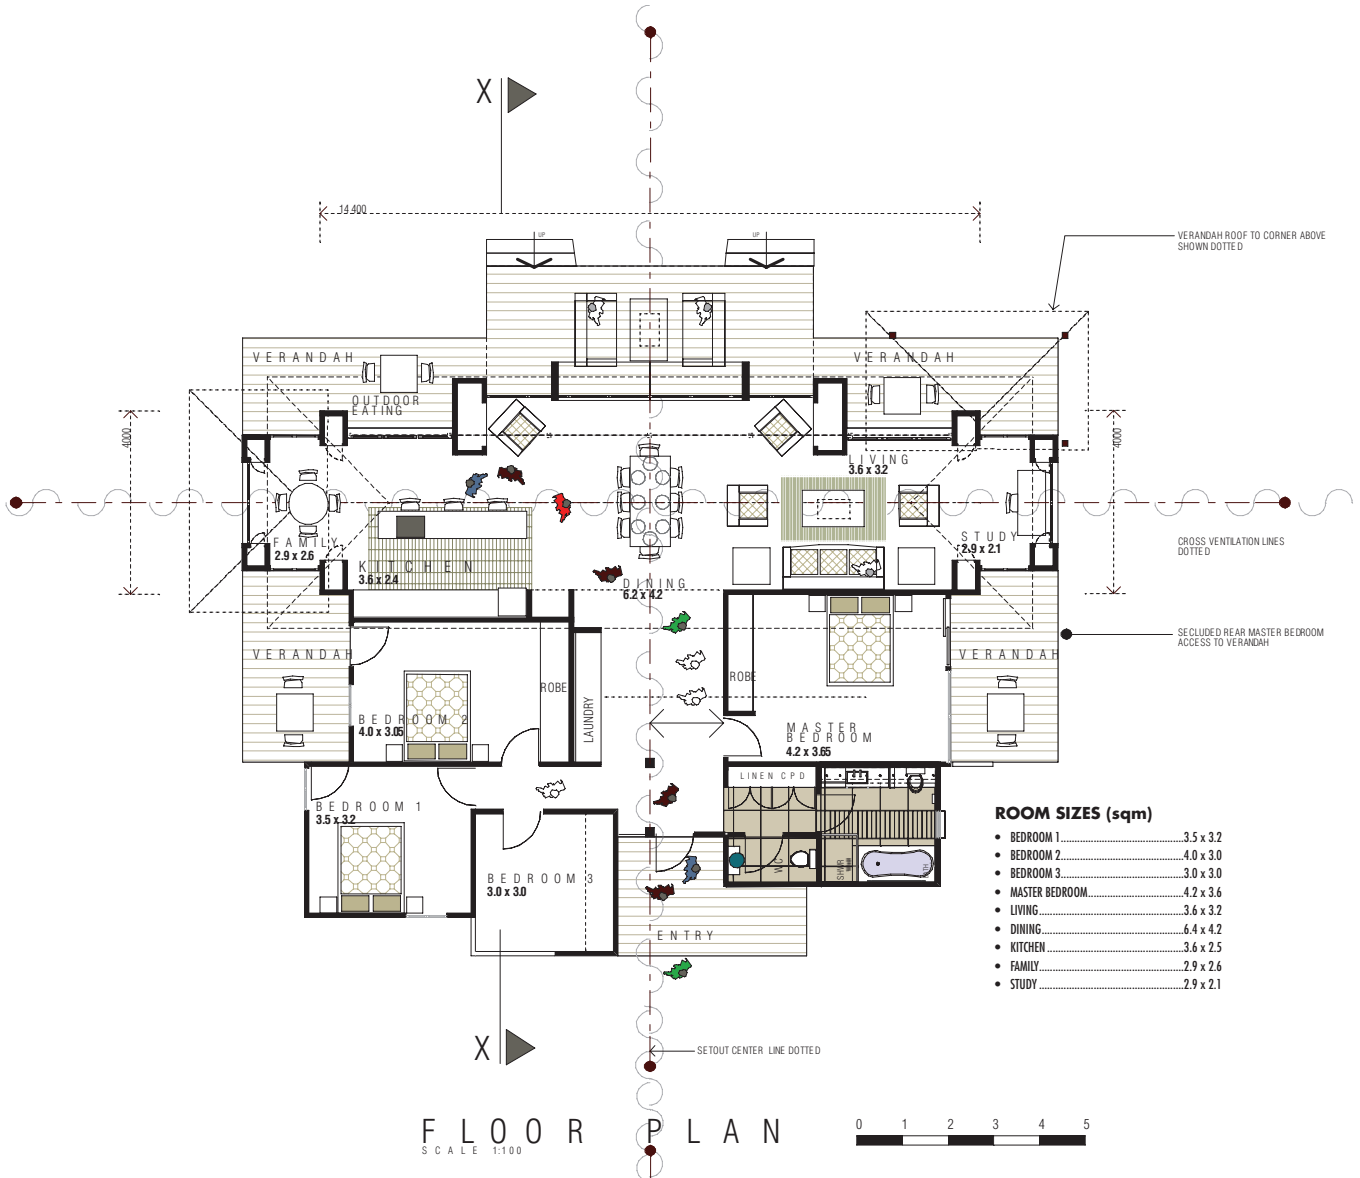 X
14 400
UP
UP
VERANDAH ROOF TO CORNER ABOVE
SHOWN DOTTED
VERANDAH
VERANDAH
OUTDOOR
EATING
4000
4000
LIVING
3.6 x 3.2
FAMILY
2.9 x 2.6
STUDY
2.9 x 2.1
CROSS VENTILATION LINES
DOTTED
KITCHEN
3.6 x 2.4
DINING
6.2 x 4.2
SECLUDED REAR MASTER BEDROOM
ACCESS TO VERANDAH
VERANDAH
VERANDAH
ROBE
ROBE
LAUNDRY
BEDROOM 2
4.0 x 3.05
MASTER
BEDROOM
4.2 x 3.65
LINEN CPD
BEDROOM 1
3.5 x 3.2
WC
SHWR
BTH
BEDROOM 3
3.0 x 3.0
ENTRY
ROOM SIZES (sqm)
• BEDROOM 1..................3.5 x 3.2
• BEDROOM 2..................4.0 x 3.0
• BEDROOM 3..................3.0 x 3.0
• MASTER BEDROOM..................4.2 x 3.6
• LIVING..................3.6 x 3.2
• DINING..................6.4 x 4.2
• KITCHEN..................3.6 x 2.5
• FAMILY..................2.9 x 2.6
• STUDY..................2.9 x 2.1
X
SETOUT CENTER LINE DOTTED
FLOOR PLAN
SCALE 1:100
0 1 2 3 4 5